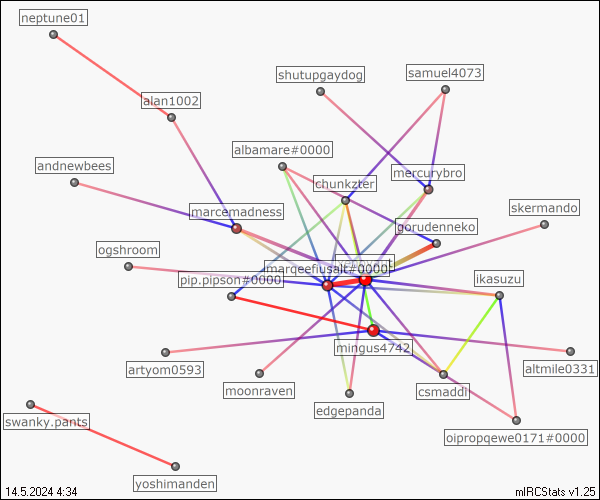 neptune01
shutupgaydog
samuel4073
alan1002
albamare#0000
andnewbees
mercurybro
chunkzter
marcemadness
skermando
gorudenneko
ogshroom
marqeefiusalt#0000
pip.pipson#0000
ikasuzu
mingus4742
artyom0593
altmile0331
moonraven
csmaddi
edgepanda
swanky.pants
oipropqewe0171#0000
yoshimanden
14.5.2024 4:34
mIRCStats v1.25